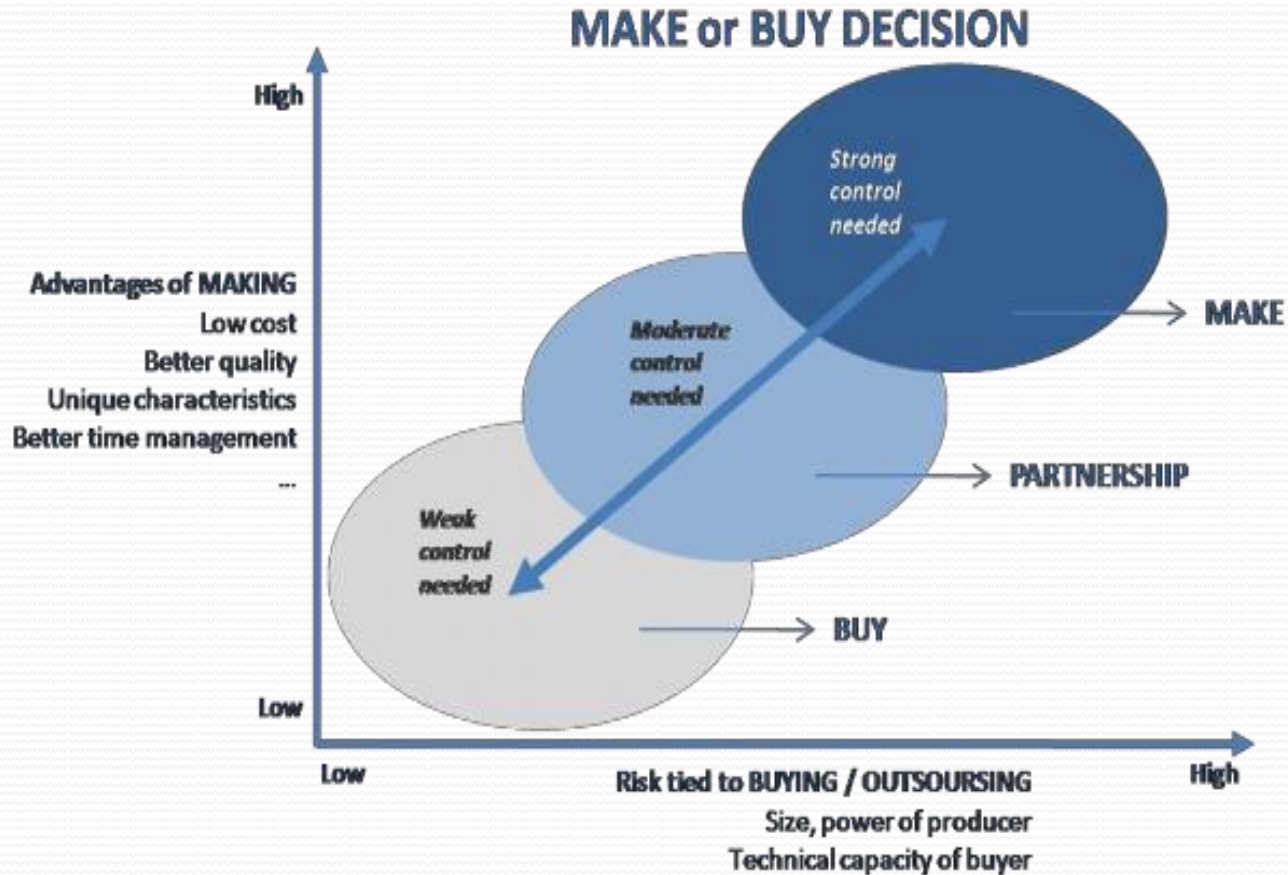 MAKE or BUY DECISION
High
Strong
control
needed
Advantages of MAKING
Low cost
Better quality
Unique characteristics
Better time management
...
Moderate
control
needed
MAKE
PARTNERSHIP
Weak
control
needed
BUY
Low
Low
High
Risk tied to BUYING / OUTSOURSING
Size, power of producer
Technical capacity of buyer